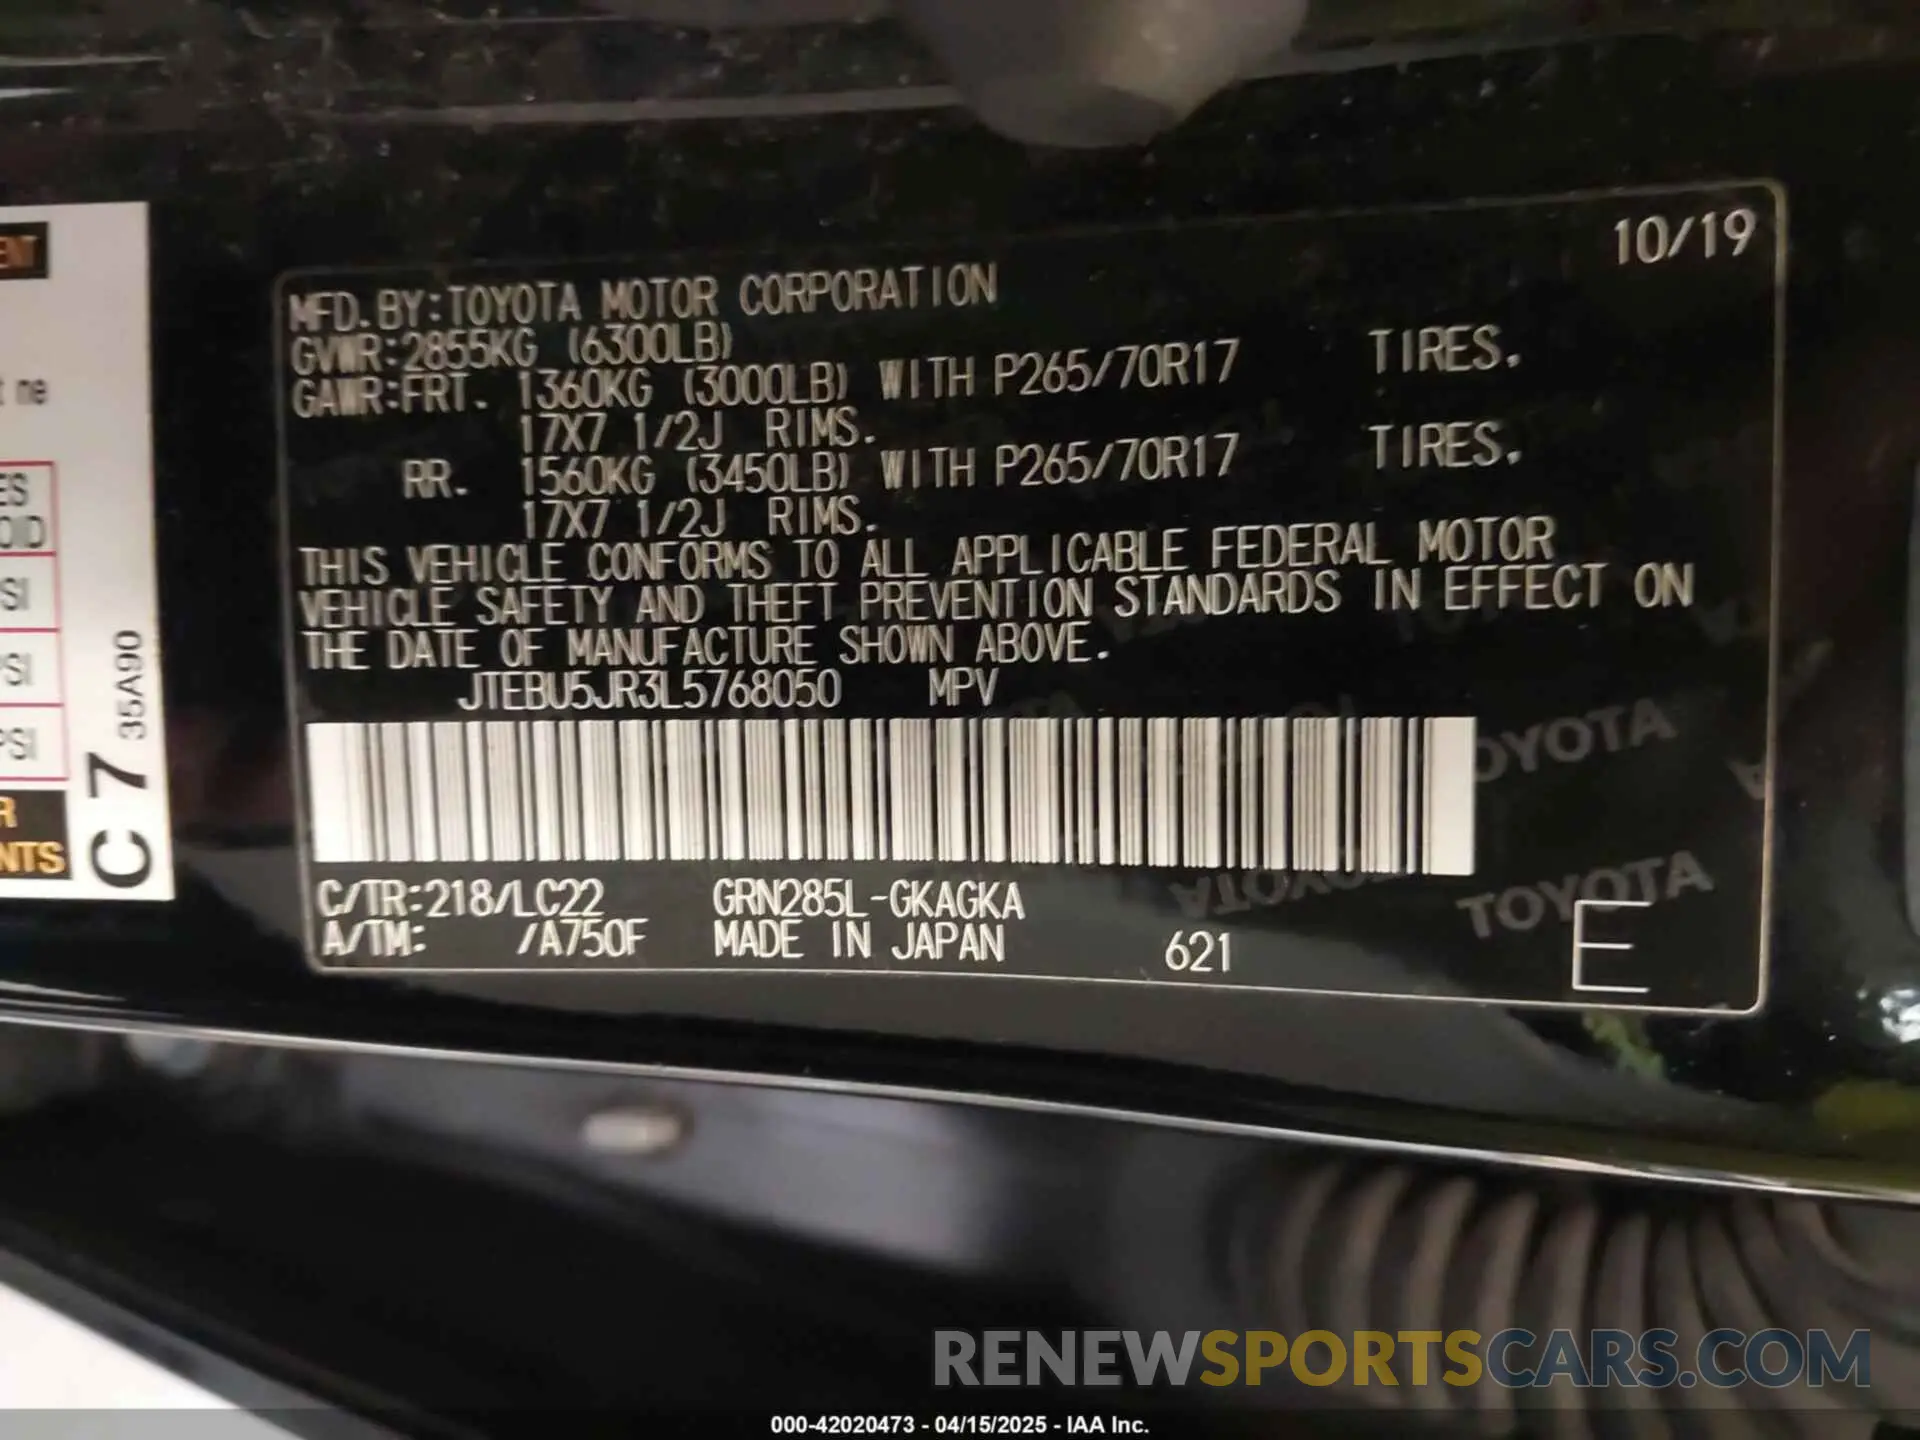 10/19
MFD.BY:TOYOTA MOTOR CORPORATION
GVWR:2855KG (6300LB)
GAWR:FRT. 1360KG (3000LB) WITH P265/70R17 TIRES.
17X7 1/2J RIMS.
RR. 1560KG (3450LB) WITH P265/70R17 TIRES.
17X7 1/2J RIMS.
THIS VEHICLE CONFORMS TO ALL APPLICABLE FEDERAL MOTOR
VEHICLE SAFETY AND THEFT PREVENTION STANDARDS IN EFFECT ON
THE DATE OF MANUFACTURE SHOWN ABOVE.
JTEBU5JR3L5768050 MPV
C/TR:218/LC22 GRN285L-GKAGKA
A/TM: /A750F MADE IN JAPAN 621 E
TOYOTA
TOYOTA
C 7 35A90
RENEWSPORTSCARS.COM
000-42020473 - 04/15/2025 - IAA Inc.